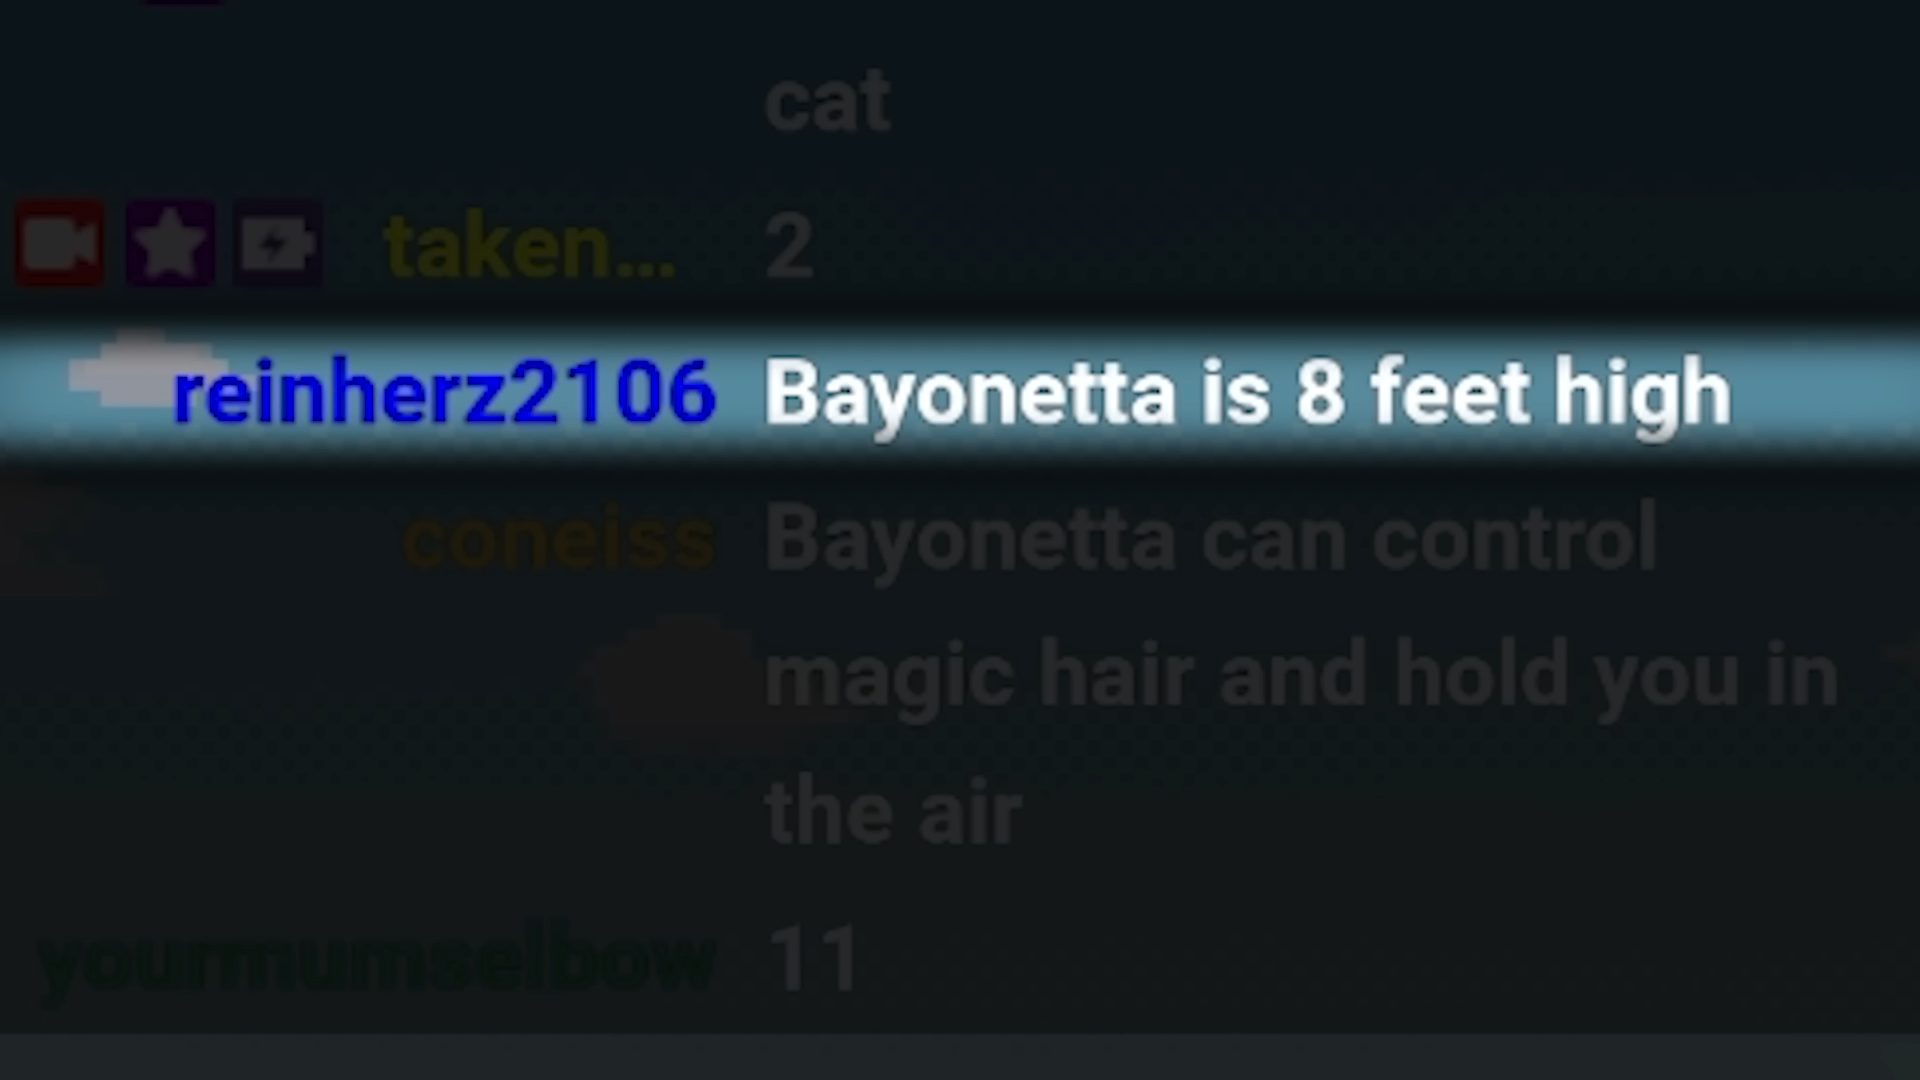 cat
taken... 2
reinherz2106 Bayonetta is 8 feet high
coneiss Bayonetta can control
magic hair and hold you in
the air
yourmumselbow 11